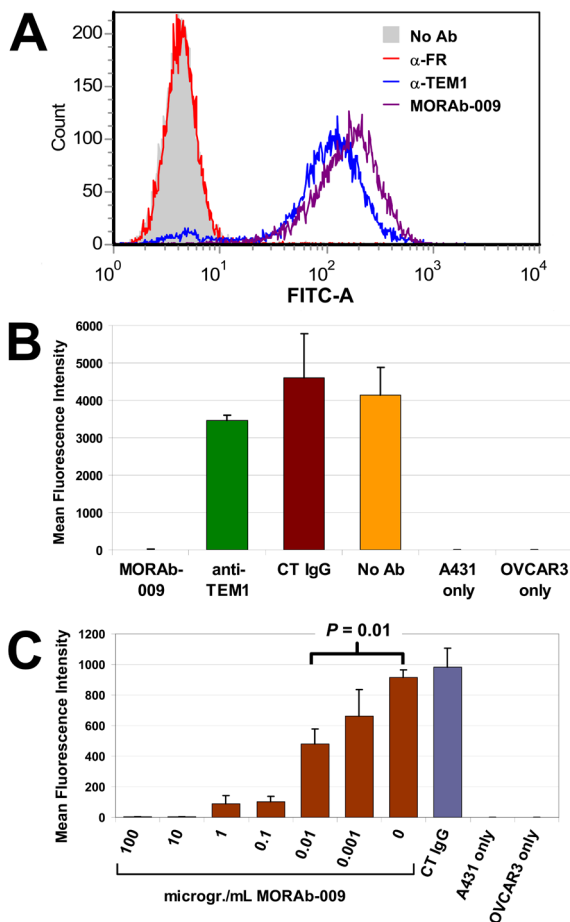 A
200
150
100
50
0
Count
No Ab
α-FR
α-TEM1
MORAb-009
10^0
10^1
10^2
10^3
10^4
FITC-A
B
Mean Fluorescence Intensity
6000
5000
4000
3000
2000
1000
0
MORAb-009
anti-TEM1
CT IgG
No Ab
A431 only
OVCAR3 only
C
Mean Fluorescence Intensity
1200
1000
800
600
400
200
0
P = 0.01
100
10
1
0.1
0.01
0.001
0
CT IgG
A431 only
OVCAR3 only
microgr./mL MORAb-009